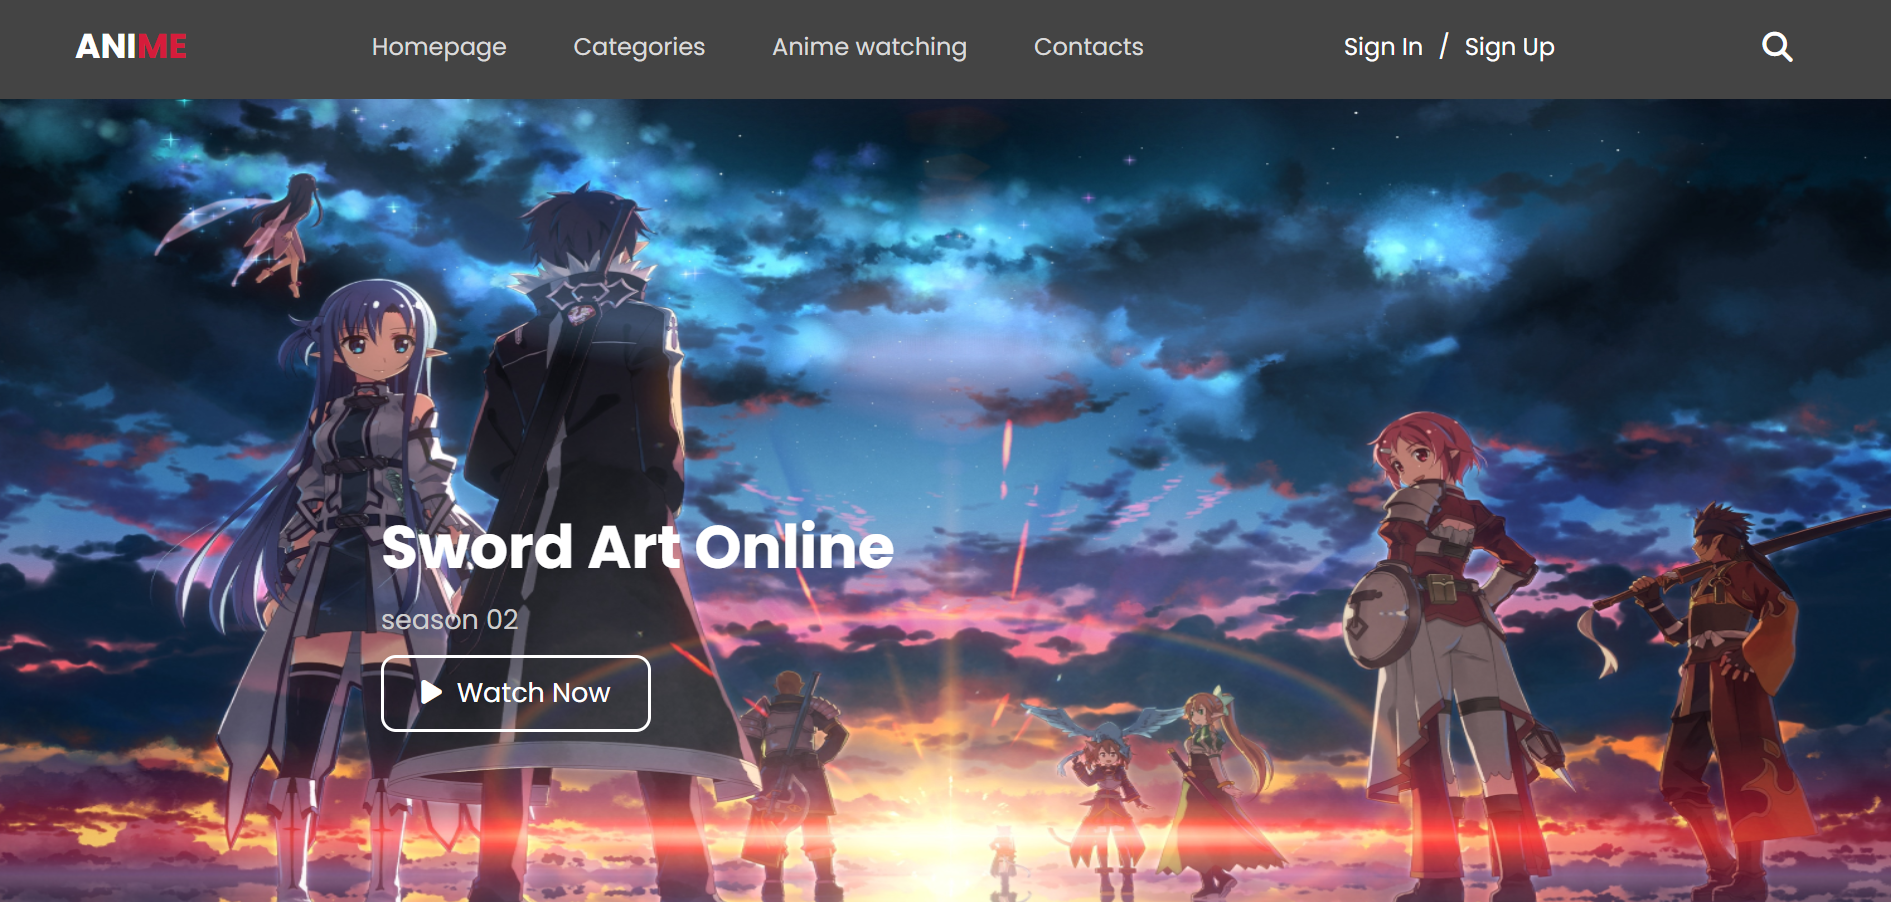 ANIME Homepage Categories Anime watching Contacts Sign In / Sign Up
Sword Art Online
season 02
Watch Now